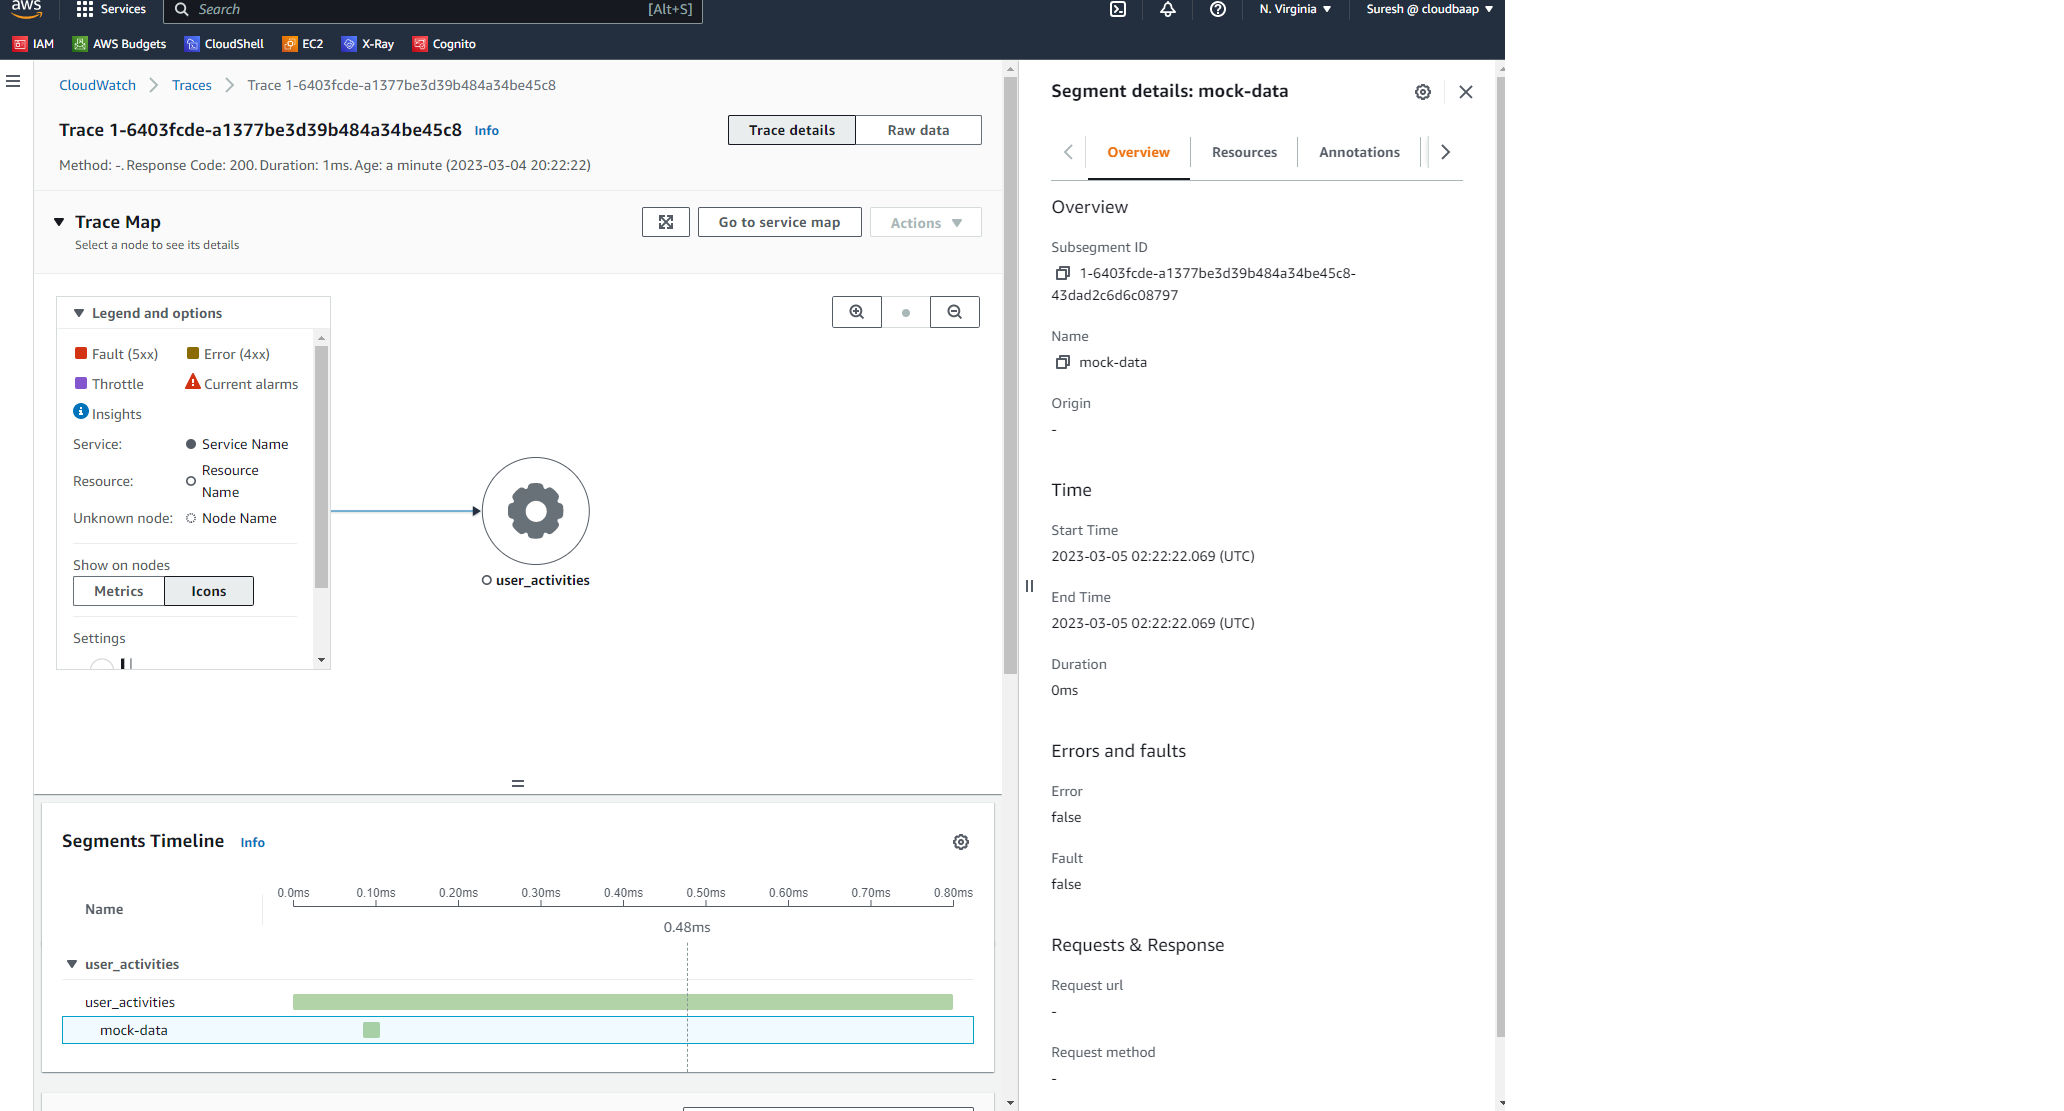 aws
Services
Search [Alt+S]
N. Virginia
Suresh @ cloudbaap
IAM
AWS Budgets
CloudShell
EC2
X-Ray
Cognito
CloudWatch
Traces
Trace 1-6403fcde-a1377be3d39b484a34be45c8
Trace 1-6403fcde-a1377be3d39b484a34be45c8 Info
Trace details
Raw data
Method: -. Response Code: 200. Duration: 1ms. Age: a minute (2023-03-04 20:22:22)
Trace Map
Select a node to see its details
Go to service map
Actions
Legend and options
Fault (5xx)
Error (4xx)
Throttle
Current alarms
Insights
Service: Service Name
Resource: Resource
Name
Unknown node: Node Name
Show on nodes
Metrics
Icons
Settings
user_activities
Segments Timeline Info
Name
0.0ms 0.10ms 0.20ms 0.30ms 0.40ms 0.50ms 0.60ms 0.70ms 0.80ms
0.48ms
user_activities
user_activities
mock-data
Segment details: mock-data
Overview
Resources
Annotations
Overview
Subsegment ID
1-6403fcde-a1377be3d39b484a34be45c8-
43dad2c6d6c08797
Name
mock-data
Origin
-
Time
Start Time
2023-03-05 02:22:22.069 (UTC)
End Time
2023-03-05 02:22:22.069 (UTC)
Duration
0ms
Errors and faults
Error
false
Fault
false
Requests & Response
Request url
-
Request method
-